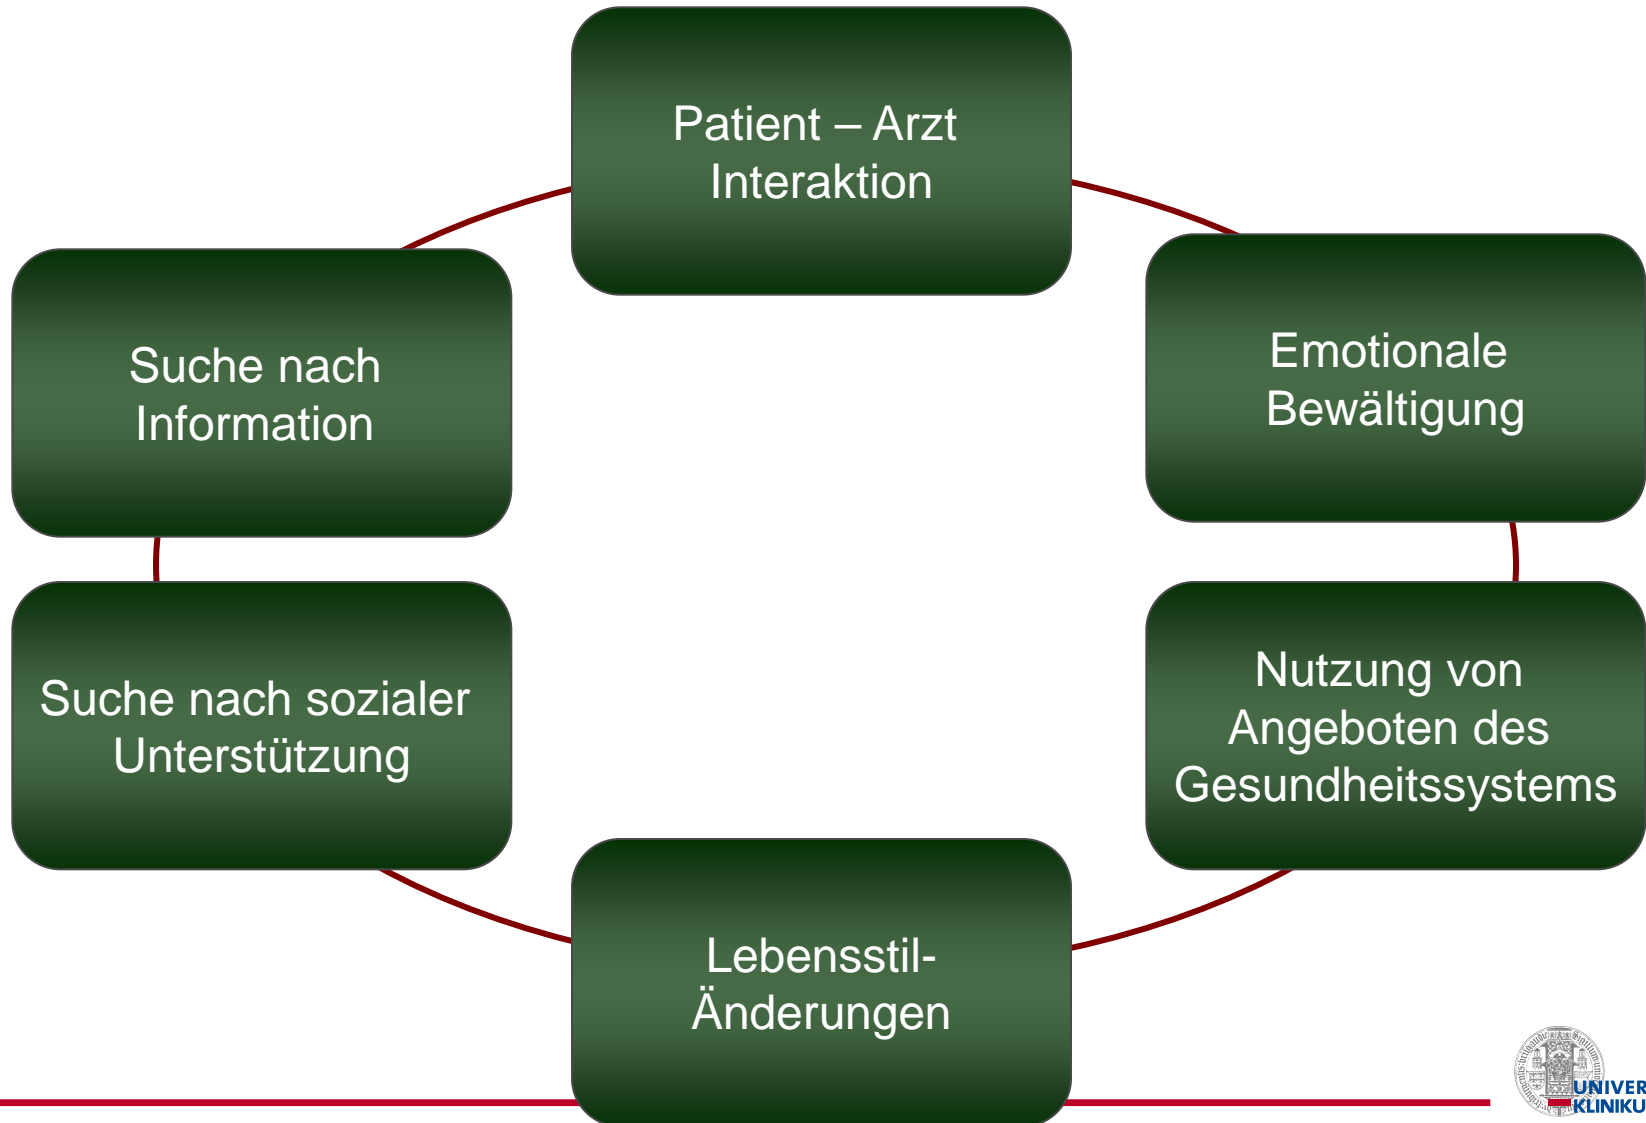 Patient – Arzt
Interaktion
Emotionale
Bewältigung
Nutzung von
Angeboten des
Gesundheitssystems
Lebensstil-
Änderungen
Suche nach sozialer
Unterstützung
Suche nach
Information
UNIVER
KLINIKU